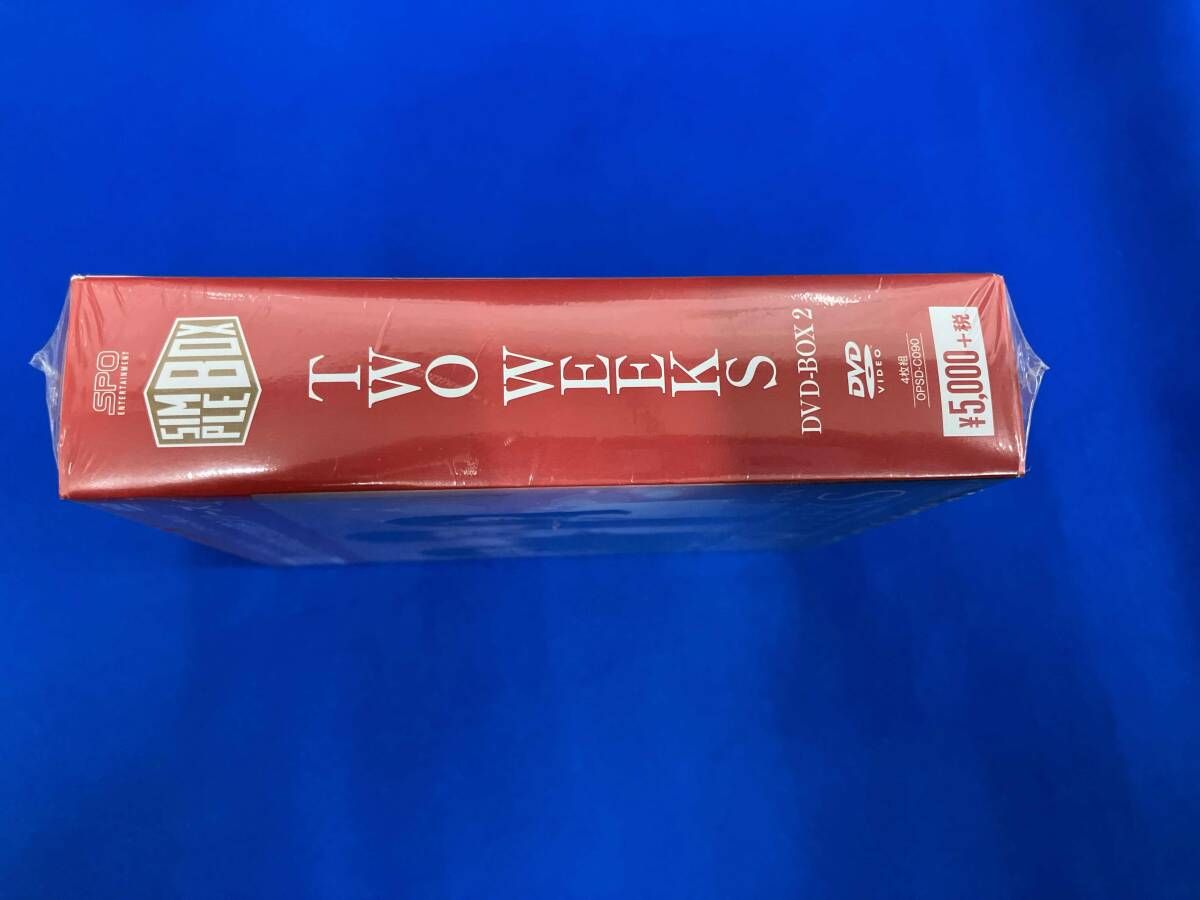 SPO
ENTERTAINMENT
SIMPLE BOX
TWO WEEKS
DVD-BOX 2
DVD
VIDEO
4枚組
OPSD-C090
¥5,000+税